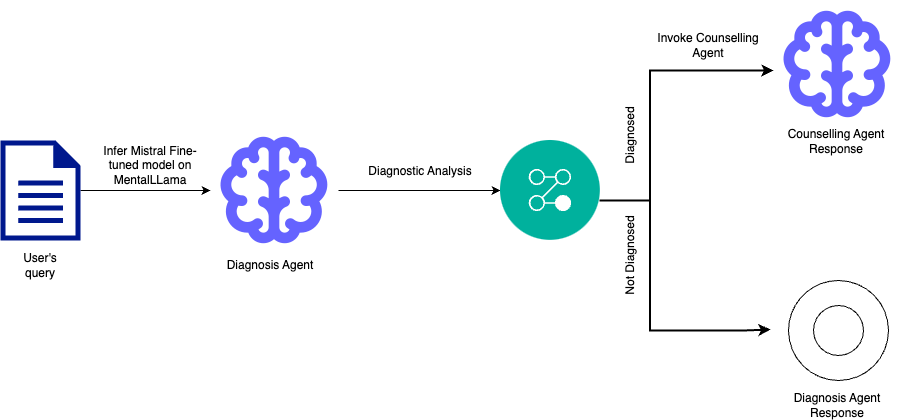 User's
query
Infer Mistral Fine-
tuned model on
MentalLLama
Diagnosis Agent
Diagnostic Analysis
Diagnosed
Not Diagnosed
Invoke Counselling
Agent
Counselling Agent
Response
Diagnosis Agent
Response